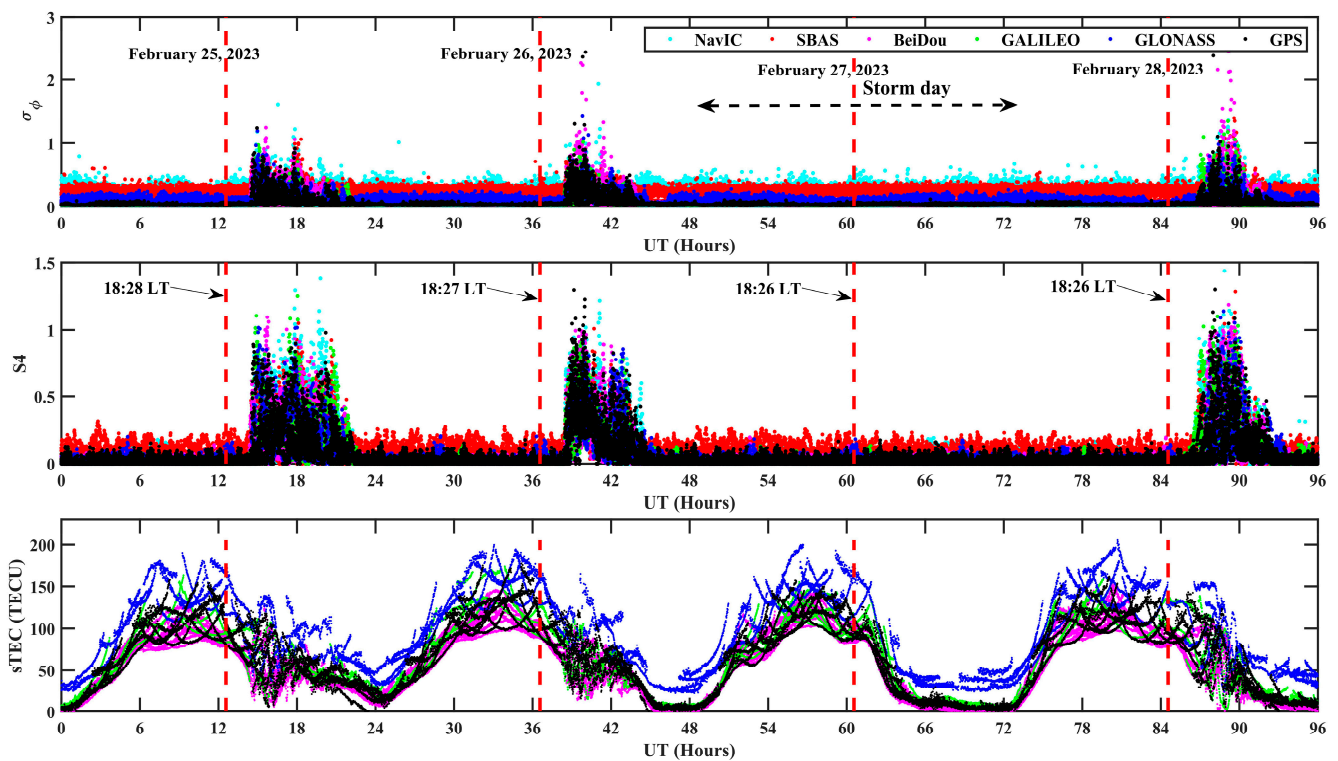 3
NavIC SBAS BeiDou GALILEO GLONASS GPS
February 25, 2023 February 26, 2023 February 27, 2023 February 28, 2023
Storm day
2
1
0
σϕ
0 6 12 18 24 30 36 42 48 54 60 66 72 78 84 90 96
UT (Hours)
1.5
18:28 LT 18:27 LT 18:26 LT 18:26 LT
1
0.5
0
S4
0 6 12 18 24 30 36 42 48 54 60 66 72 78 84 90 96
UT (Hours)
200
150
100
50
0
sTEC (TECU)
0 6 12 18 24 30 36 42 48 54 60 66 72 78 84 90 96
UT (Hours)